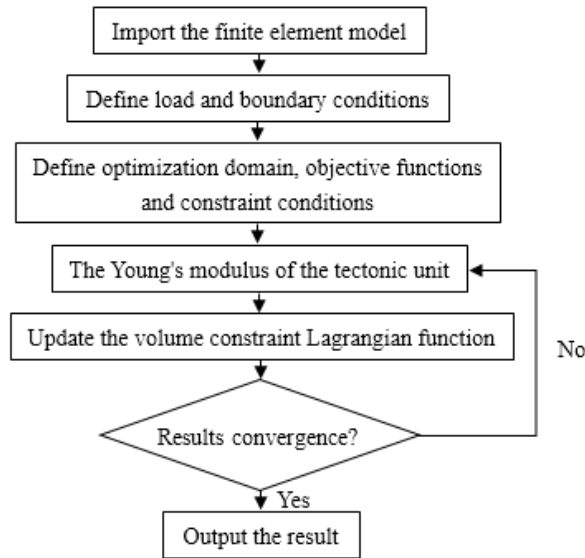 Import the finite element model
Define load and boundary conditions
Define optimization domain, objective functions
and constraint conditions
The Young's modulus of the tectonic unit
Update the volume constraint Lagrangian function
No
Results convergence?
Yes
Output the result